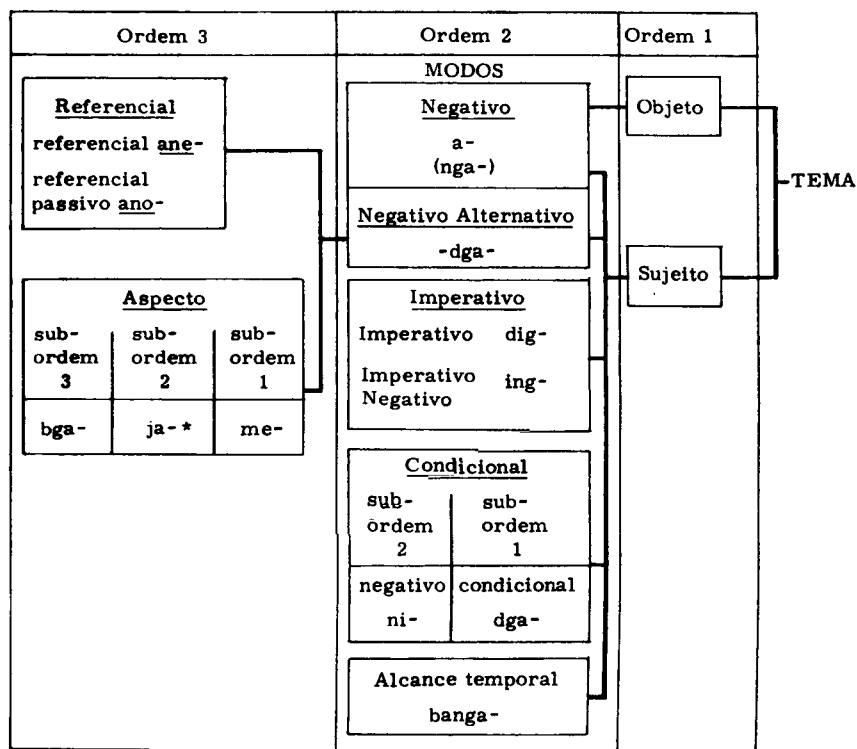 Ordem 3
Ordem 2
Ordem 1
Referencial
referencial ane-
referencial
passivo ano-
Aspecto
sub-
ordem
3
sub-
ordem
2
sub-
ordem
1
bga-
ja-*
me-
MODOS
Negativo
a-
(nga-)
Negativo Alternativo
-dga-
Imperativo
Imperativo dig-
Imperativo
Negativo
ing-
Condicional
sub-
ordem
2
sub-
ordem
1
negativo
ni-
condicional
dga-
Alcance temporal
banga-
Objeto
Sujeito
-TEMA